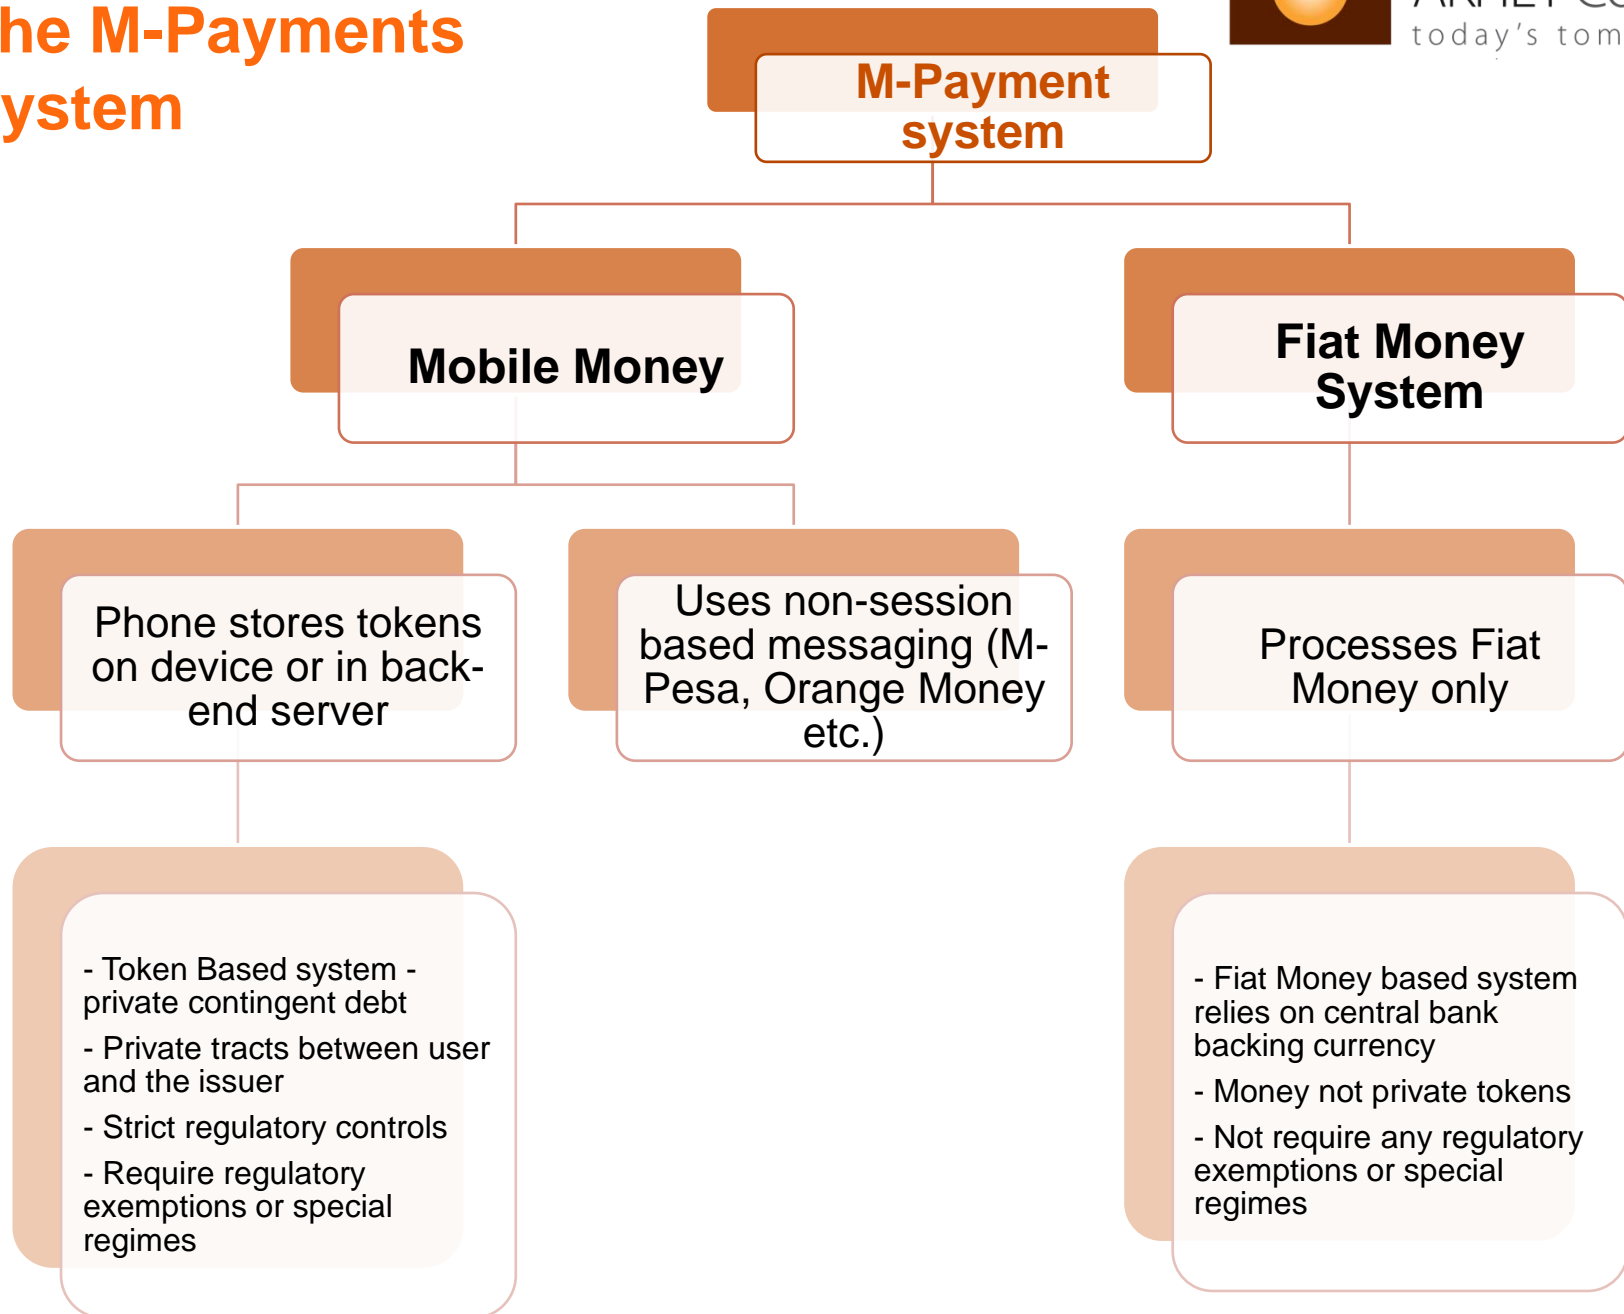 he M-Payments
ystem
today's tom
M-Payment
system
Mobile Money
Fiat Money
System
Phone stores tokens
on device or in back-
end server
Uses non-session
based messaging (M-
Pesa, Orange Money
etc.)
Processes Fiat
Money only
- Token Based system -
private contingent debt
- Private tracts between user
and the issuer
- Strict regulatory controls
- Require regulatory
exemptions or special
regimes
- Fiat Money based system
relies on central bank
backing currency
- Money not private tokens
- Not require any regulatory
exemptions or special
regimes